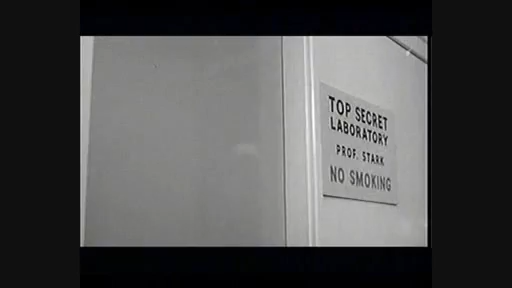 TOP SECRET
LABORATORY
PROF. STARK
NO SMOKING